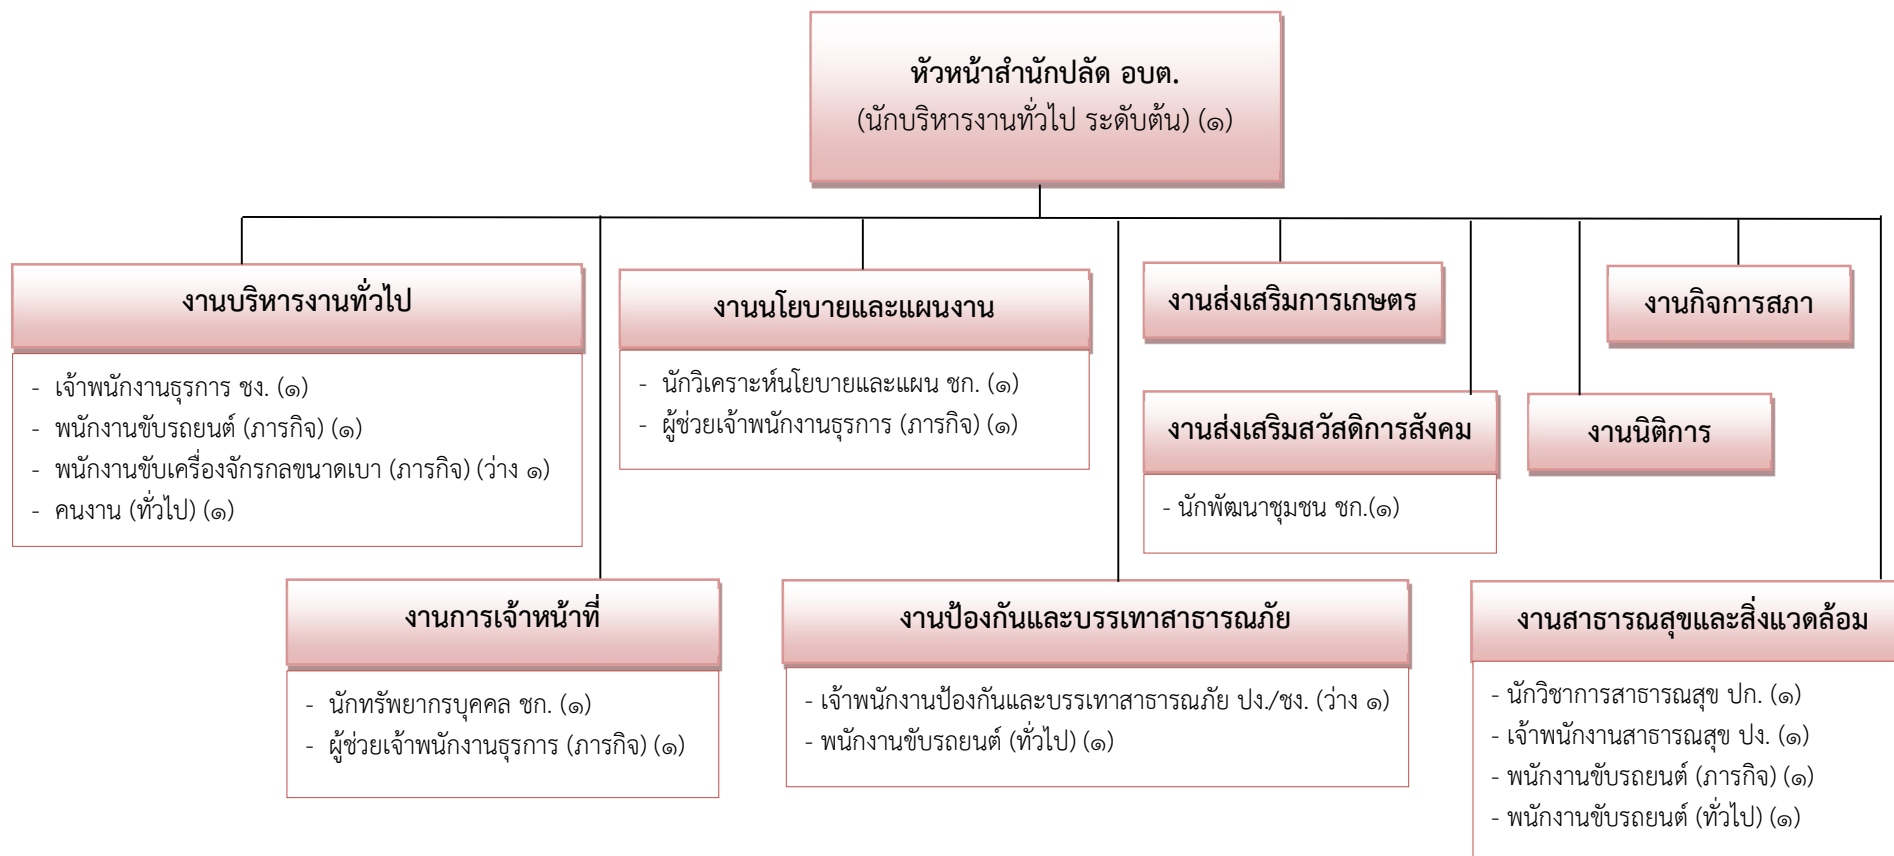 หัวหน้าสำนักปลัด อบต.
(นักบริหารงานทั่วไป ระดับต้น) (๑)
งานบริหารงานทั่วไป
- เจ้าพนักงานธุรการ ชง. (๑)
- พนักงานขับรถยนต์ (ภารกิจ) (๑)
- พนักงานขับเครื่องจักรกลขนาดเบา (ภารกิจ) (ว่าง ๑)
- คนงาน (ทั่วไป) (๑)
งานนโยบายและแผนงาน
- นักวิเคราะห์นโยบายและแผน ชก. (๑)
- ผู้ช่วยเจ้าพนักงานธุรการ (ภารกิจ) (๑)
งานส่งเสริมการเกษตร
งานกิจการสภา
งานส่งเสริมสวัสดิการสังคม
- นักพัฒนาชุมชน ชก.(๑)
งานนิติการ
งานการเจ้าหน้าที่
- นักทรัพยากรบุคคล ชก. (๑)
- ผู้ช่วยเจ้าพนักงานธุรการ (ภารกิจ) (๑)
งานป้องกันและบรรเทาสาธารณภัย
- เจ้าพนักงานป้องกันและบรรเทาสาธารณภัย ปง./ชง. (ว่าง ๑)
- พนักงานขับรถยนต์ (ทั่วไป) (๑)
งานสาธารณสุขและสิ่งแวดล้อม
- นักวิชาการสาธารณสุข ปก. (๑)
- เจ้าพนักงานสาธารณสุข ปง. (๑)
- พนักงานขับรถยนต์ (ภารกิจ) (๑)
- พนักงานขับรถยนต์ (ทั่วไป) (๑)